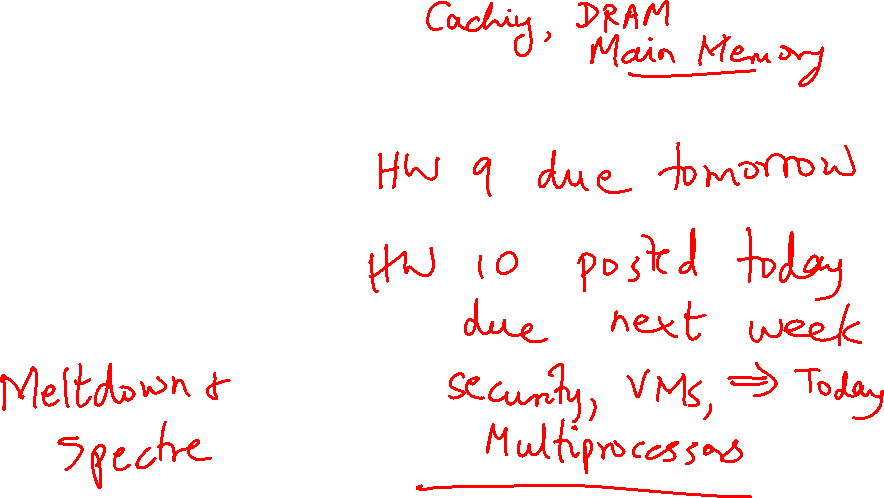 Caching, DRAM
Main Memory
HW 9 due tomorrow
HW 10 posted today
due next week
Meltdown &
Spectre
security, VMs, ⇒ Today
Multiprocessors